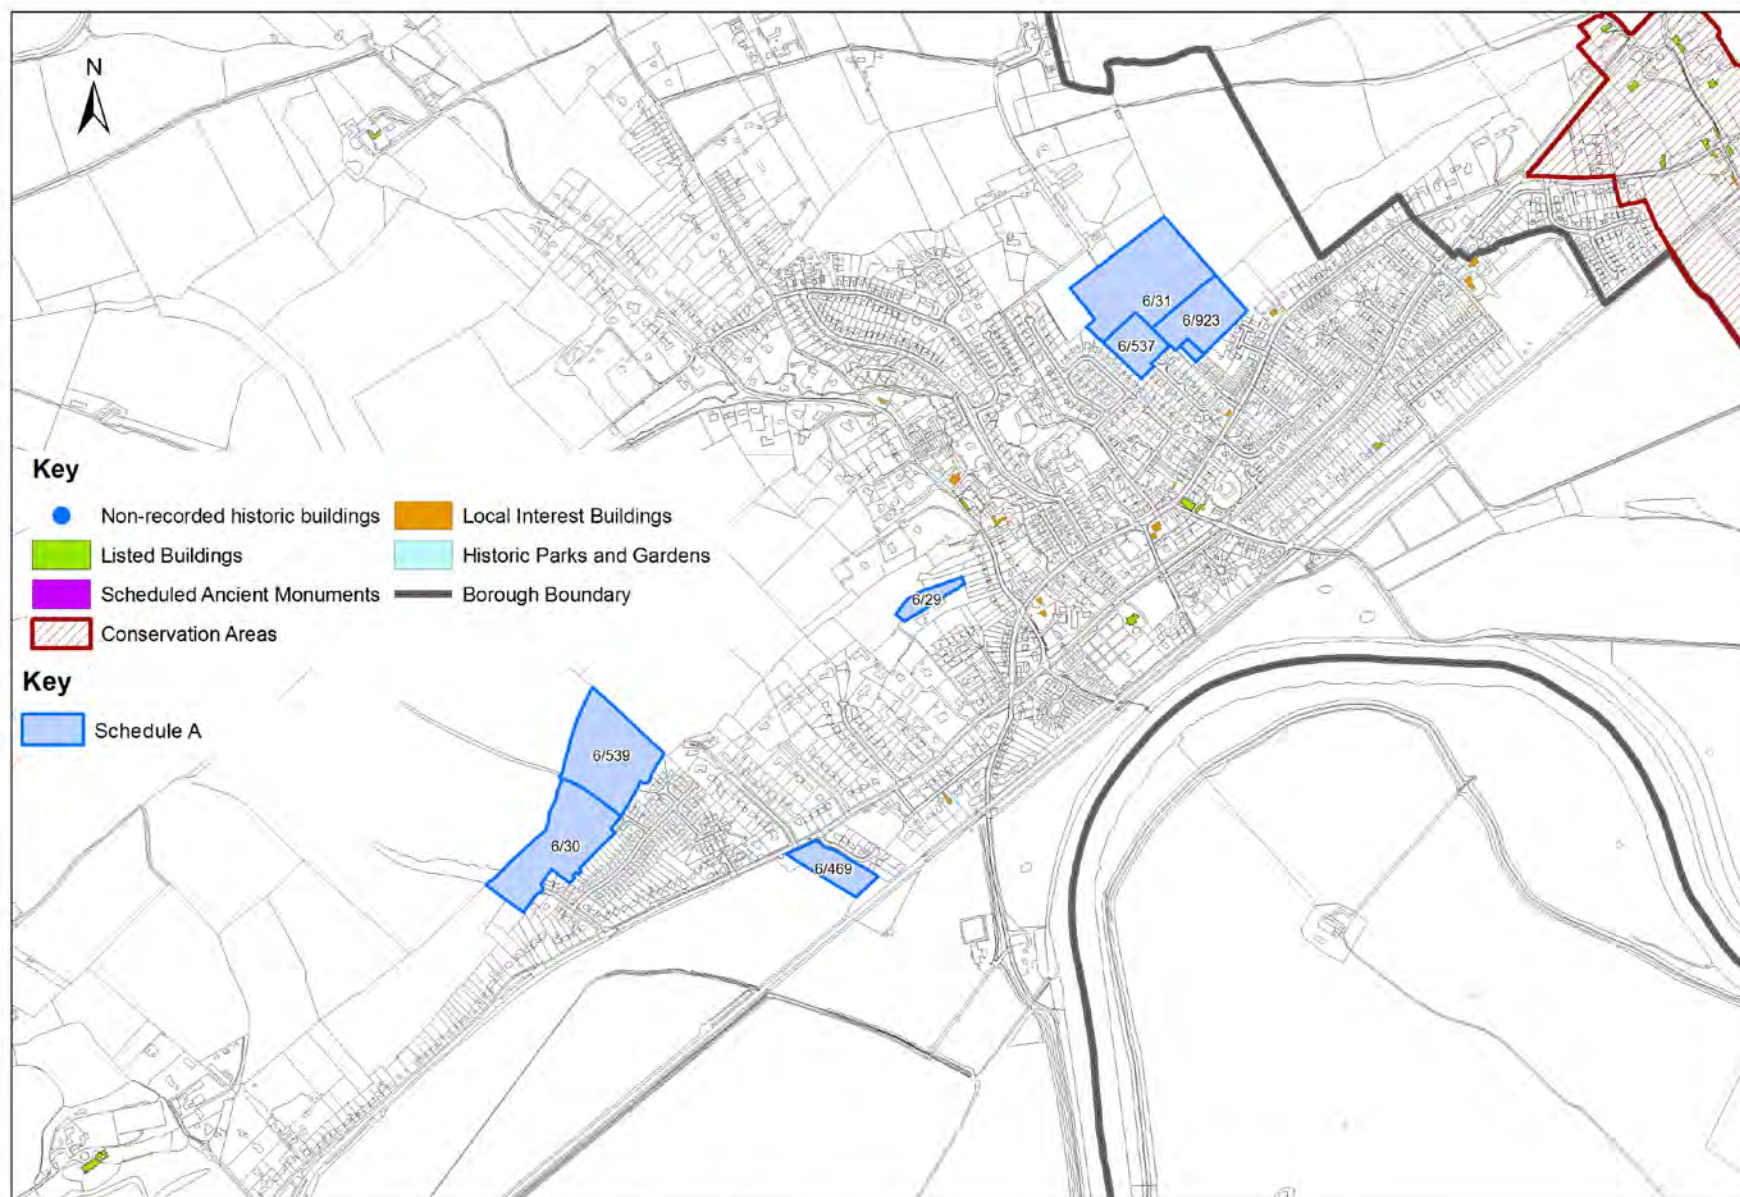 N
6/31
6/923
6/537
Key
Non-recorded historic buildings
Local Interest Buildings
Listed Buildings
Historic Parks and Gardens
Scheduled Ancient Monuments
Borough Boundary
Conservation Areas
6/29
Key
Schedule A
6/539
6/30
6/469